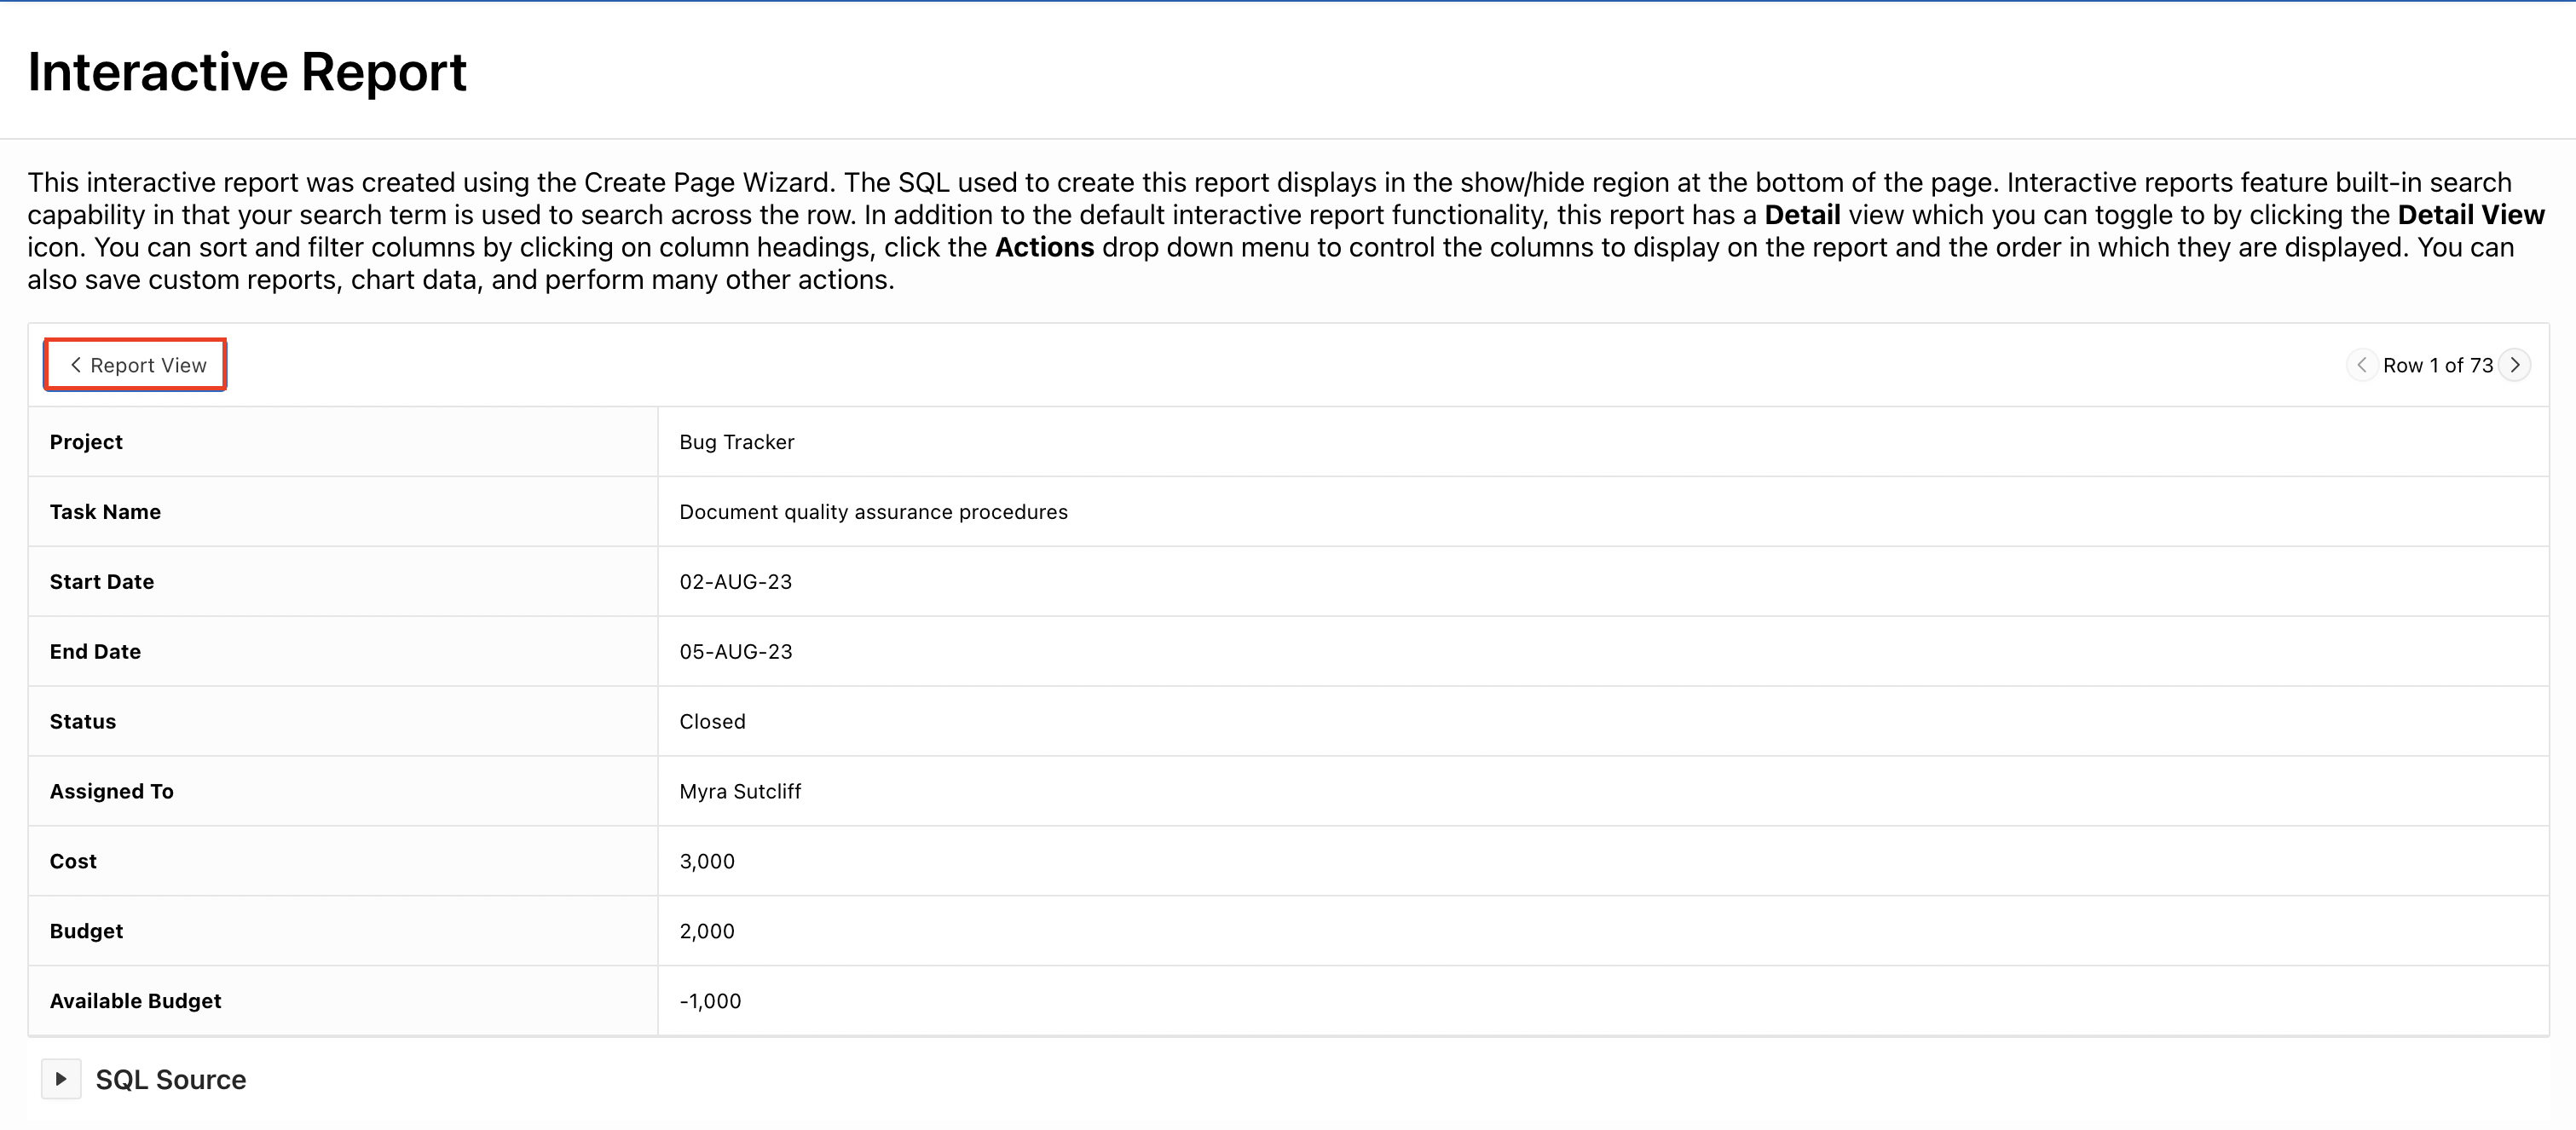 Interactive Report
This interactive report was created using the Create Page Wizard. The SQL used to create this report displays in the show/hide region at the bottom of the page. Interactive reports feature built-in search
capability in that your search term is used to search across the row. In addition to the default interactive report functionality, this report has a Detail view which you can toggle to by clicking the Detail View
icon. You can sort and filter columns by clicking on column headings, click the Actions drop down menu to control the columns to display on the report and the order in which they are displayed. You can
also save custom reports, chart data, and perform many other actions.
Report View Row 1 of 73
Project Bug Tracker
Task Name Document quality assurance procedures
Start Date 02-AUG-23
End Date 05-AUG-23
Status Closed
Assigned To Myra Sutcliff
Cost 3,000
Budget 2,000
Available Budget -1,000
SQL Source